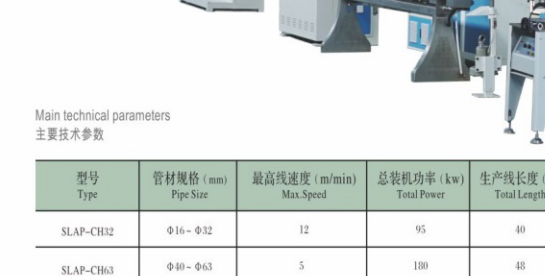 Main technical parameters
主要技术参数
型号 管材规格(mm) 最高线速度(m/min) 总装机功率(kw) 生产线长度(
Type Pipe Size Max.Speed Total Power Total Length
SLAP-CH32 Φ16~Φ32 12 95 40
SLAP-CH63 Φ40~Φ63 5 180 48